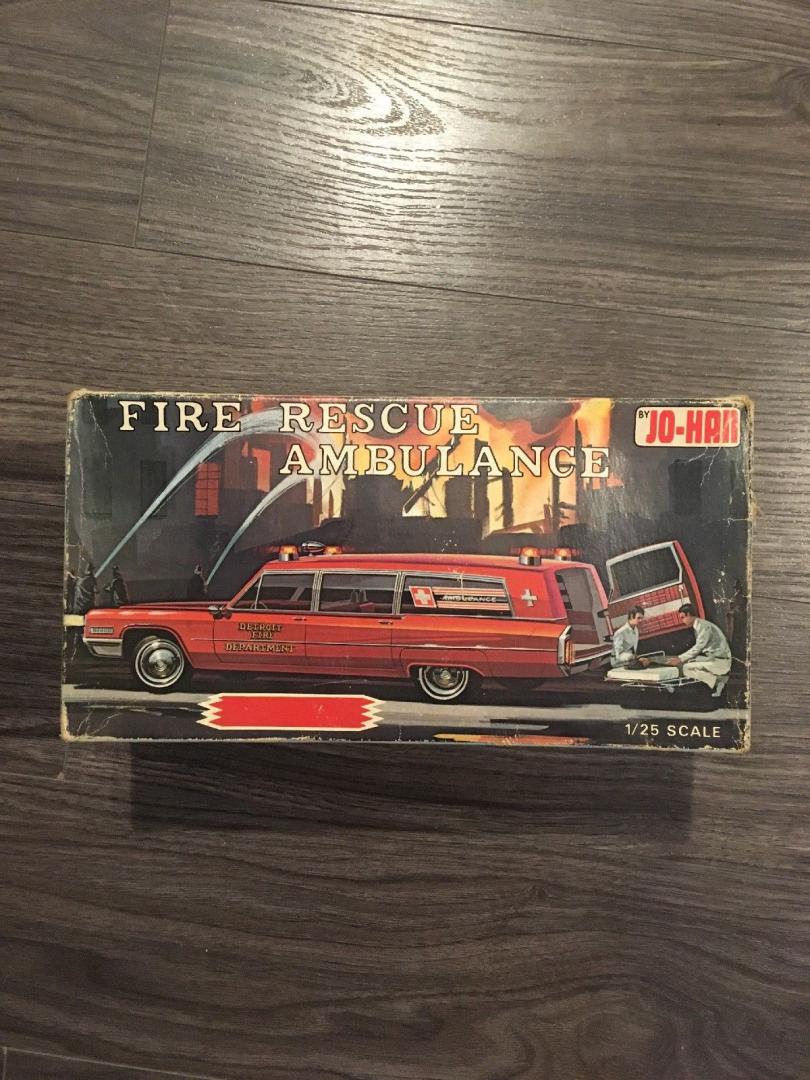 FIRE RESCUE
AMBULANCE
BY
JO-HAN
AMBULANCE
DETROIT
FIRE
DEPARTMENT
1/25 SCALE